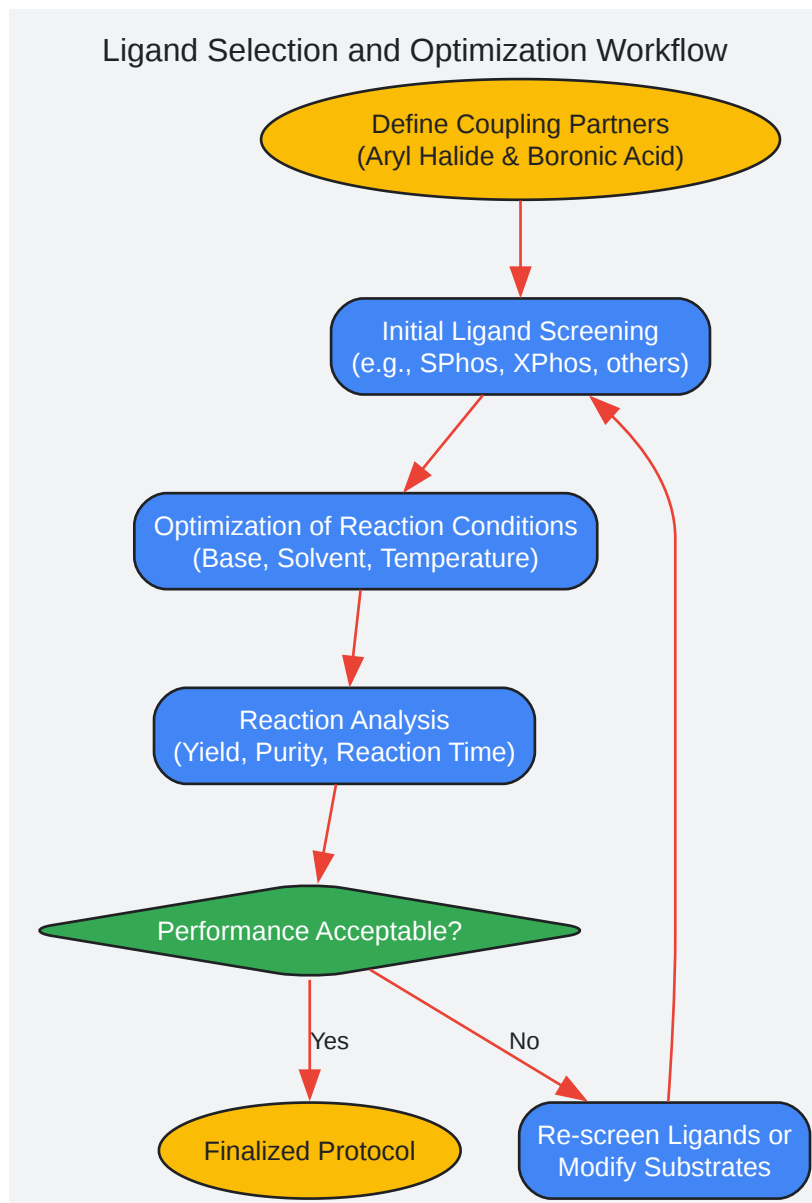 Ligand Selection and Optimization Workflow
Define Coupling Partners
(Aryl Halide & Boronic Acid)
Initial Ligand Screening
(e.g., SPhos, XPhos, others)
Optimization of Reaction Conditions
(Base, Solvent, Temperature)
Reaction Analysis
(Yield, Purity, Reaction Time)
Performance Acceptable?
Yes
No
Finalized Protocol
Re-screen Ligands or
Modify Substrates